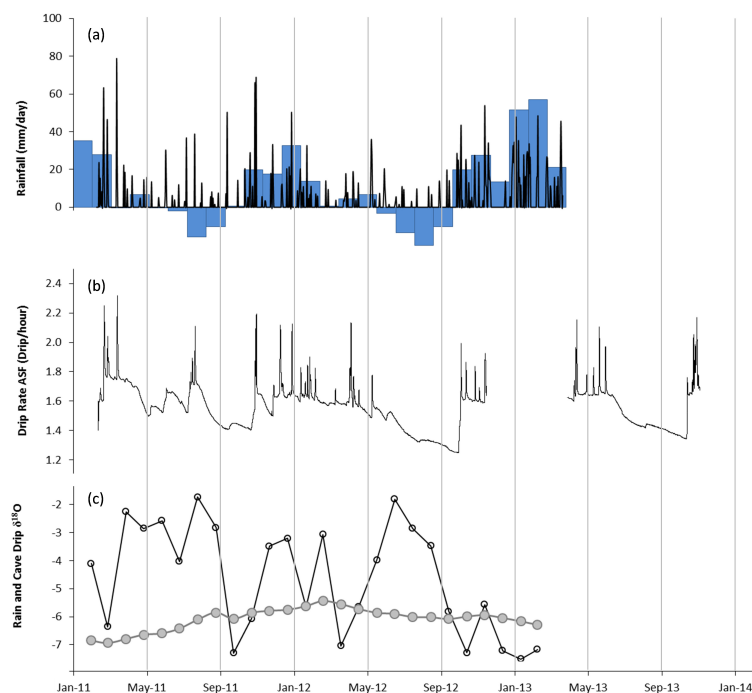 (a)
Rainfall (mm/day)
100
80
60
40
20
0
(b)
Drip Rate ASF (Drip/hour)
2.4
2.2
2.0
1.8
1.6
1.4
1.2
(c)
Rain and Cave Drip δ¹⁸O
-2
-3
-4
-5
-6
-7
Jan-11 May-11 Sep-11 Jan-12 May-12 Sep-12 Jan-13 May-13 Sep-13 Jan-14